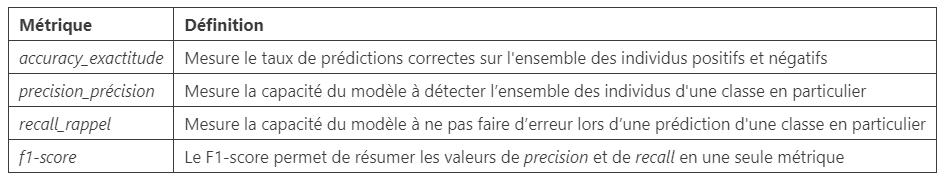 Métrique Définition
accuracy_exactitude Mesure le taux de prédictions correctes sur l'ensemble des individus positifs et négatifs
precision_précision Mesure la capacité du modèle à détecter l’ensemble des individus d'une classe en particulier
recall_rappel Mesure la capacité du modèle à ne pas faire d’erreur lors d’une prédiction d'une classe en particulier
f1-score Le F1-score permet de résumer les valeurs de precision et de recall en une seule métrique